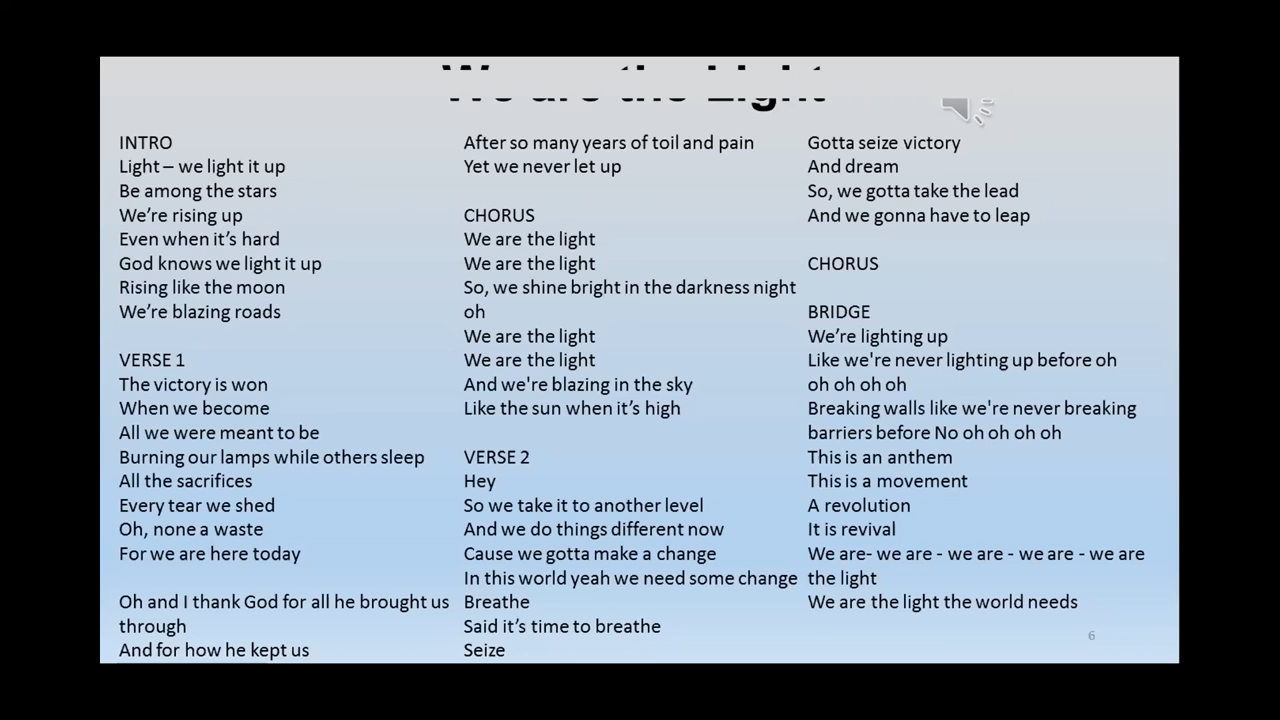 We are the Light
INTRO
Light – we light it up
Be among the stars
We’re rising up
Even when it’s hard
God knows we light it up
Rising like the moon
We’re blazing roads
VERSE 1
The victory is won
When we become
All we were meant to be
Burning our lamps while others sleep
All the sacrifices
Every tear we shed
Oh, none a waste
For we are here today
Oh and I thank God for all he brought us
through
And for how he kept us
After so many years of toil and pain
Yet we never let up
CHORUS
We are the light
We are the light
So, we shine bright in the darkness night
oh
We are the light
We are the light
And we're blazing in the sky
Like the sun when it’s high
VERSE 2
Hey
So we take it to another level
And we do things different now
Cause we gotta make a change
In this world yeah we need some change
Breathe
Said it’s time to breathe
Seize
Gotta seize victory
And dream
So, we gotta take the lead
And we gonna have to leap
CHORUS
BRIDGE
We’re lighting up
Like we're never lighting up before oh
oh oh oh oh
Breaking walls like we're never breaking
barriers before No oh oh oh oh
This is an anthem
This is a movement
A revolution
It is revival
We are- we are - we are - we are - we are
the light
We are the light the world needs
6